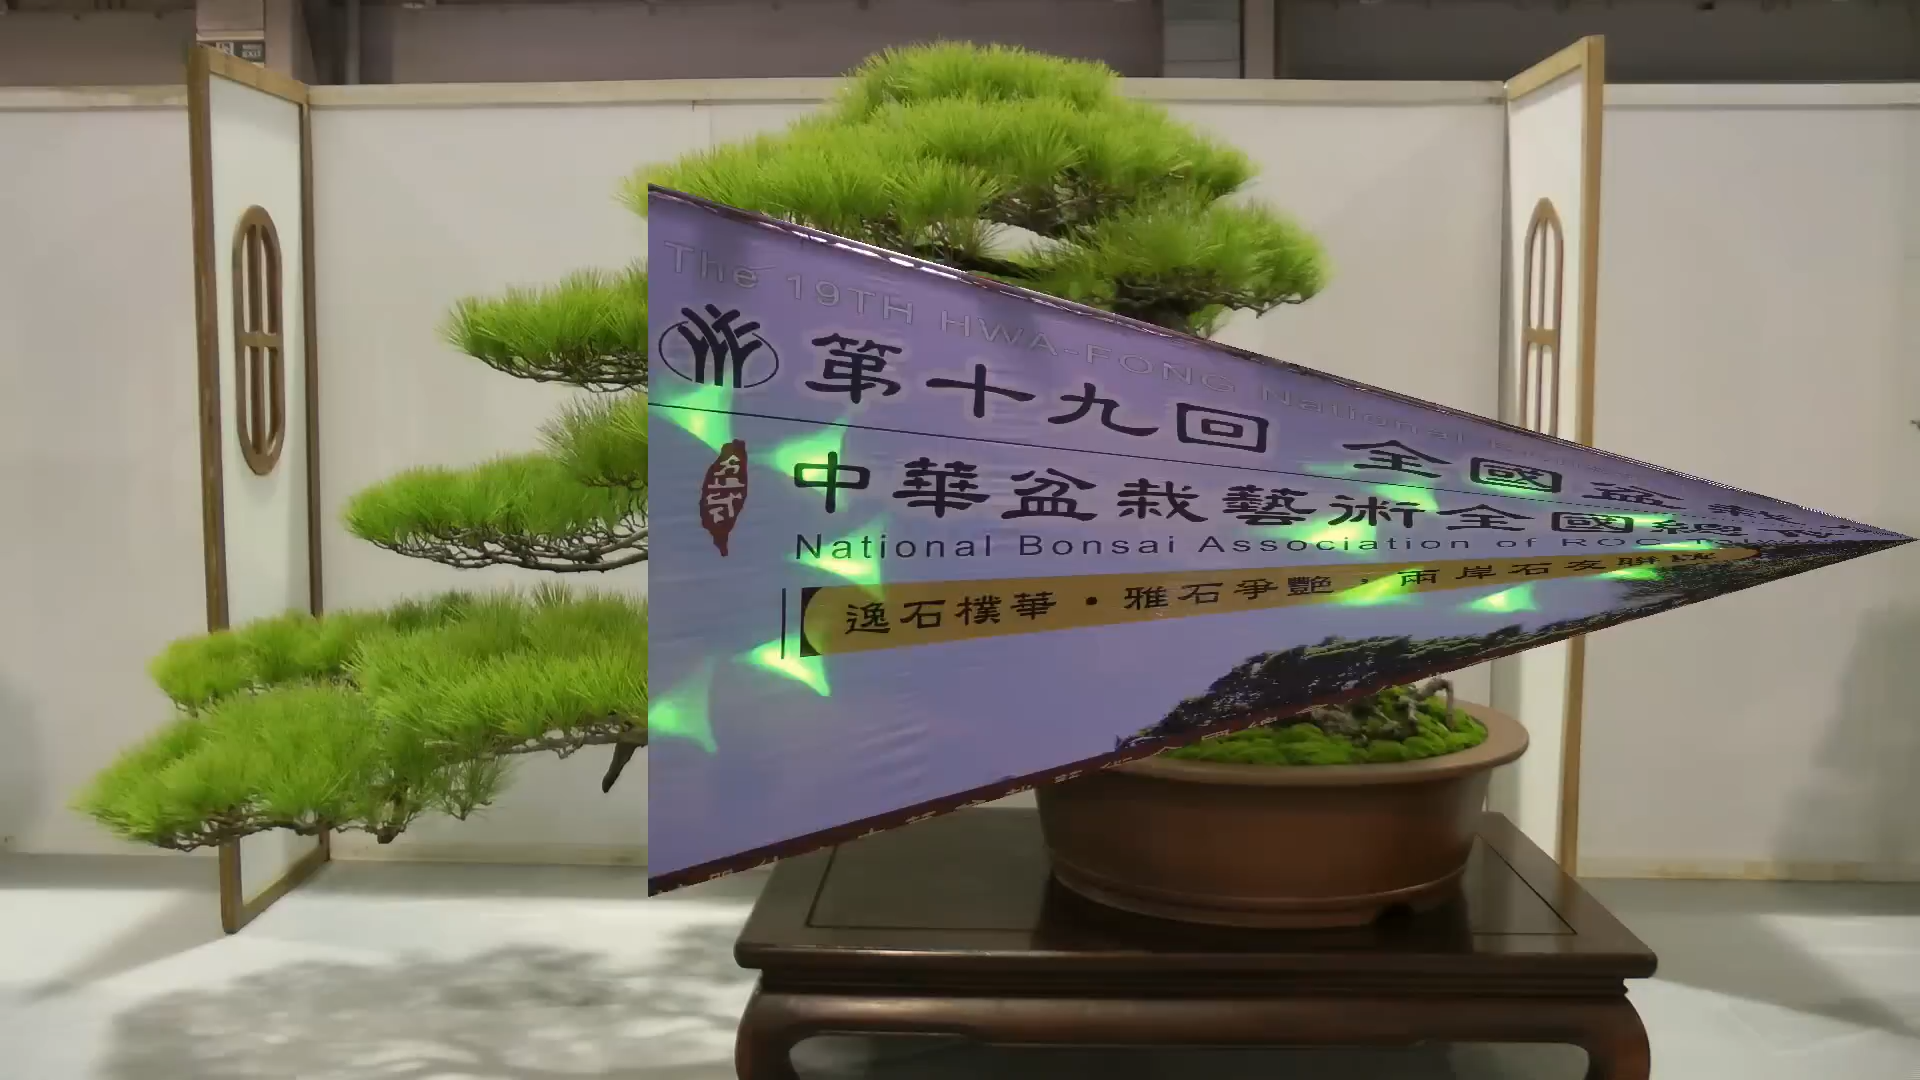 The 19TH HWA-FONG National
第十九回 全國盆栽
中華盆栽藝術全國總
National Bonsai Association of ROC
逸石樸華・雅石爭艷，兩岸石友聯誼